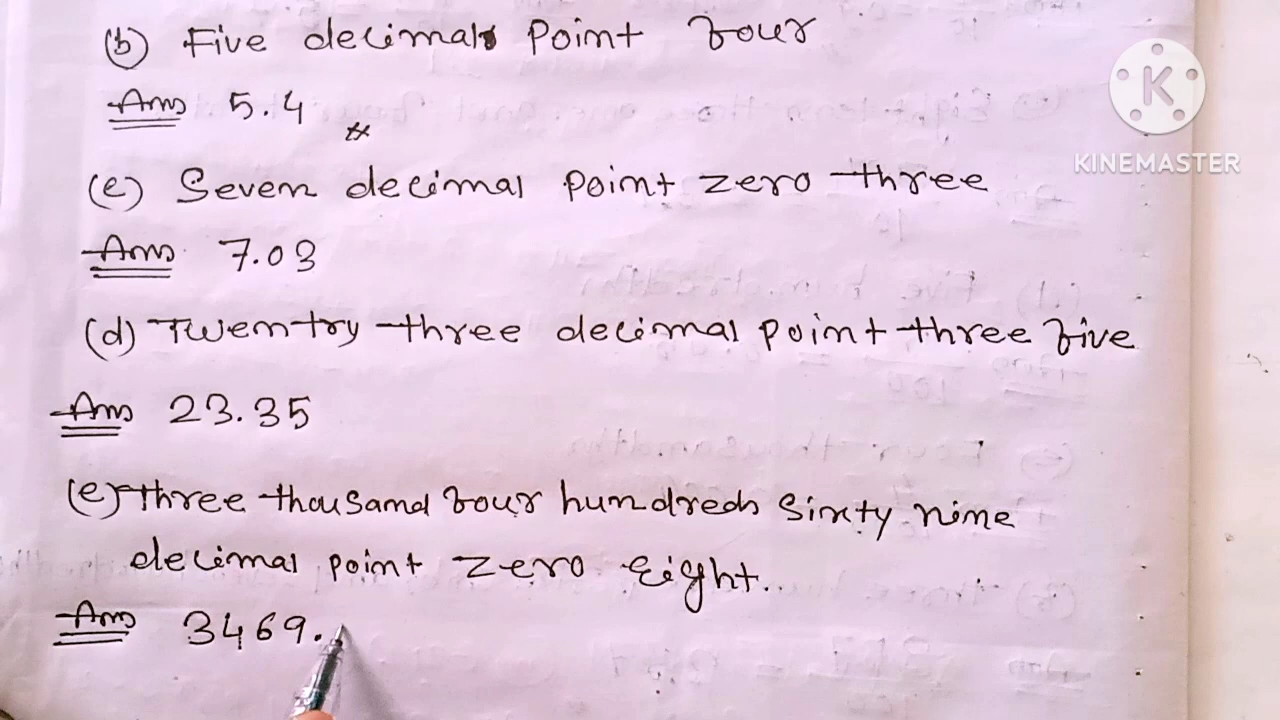 (b) Five decimals point four
Ans 5.4
K
KINEMASTER
(c) Seven decimal point zero three
Ans 7.03
(d) Twentry three decimal point three five
Ans 23.35
(e) three thousand four hundreds Sixty nine
decimal point zero Eight.
Ans 3469.